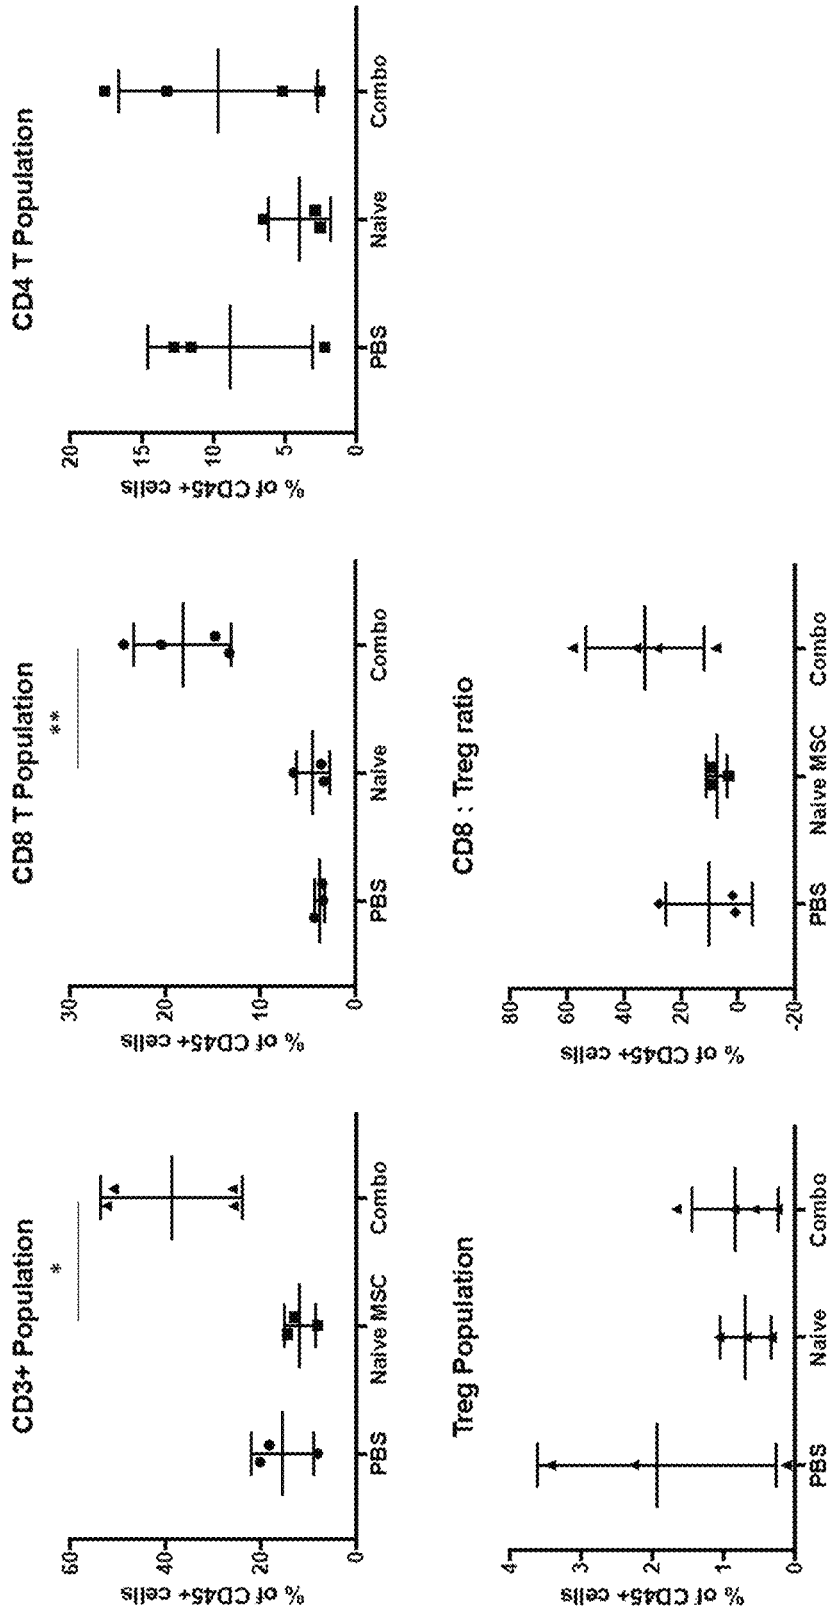 CD3+ Population
% of CD45+ cells
60
40
20
0
*
PBS
Naive MSC
Combo
CD8 T Population
% of CD45+ cells
30
20
10
0
**
PBS
Naive
Combo
CD4 T Population
% of CD45+ cells
20
15
10
5
0
PBS
Naive
Combo
Treg Population
% of CD45+ cells
4
3
2
1
0
PBS
Naive
Combo
CD8 : Treg ratio
% of CD45+ cells
80
60
40
20
0
-20
PBS
Naive MSC
Combo